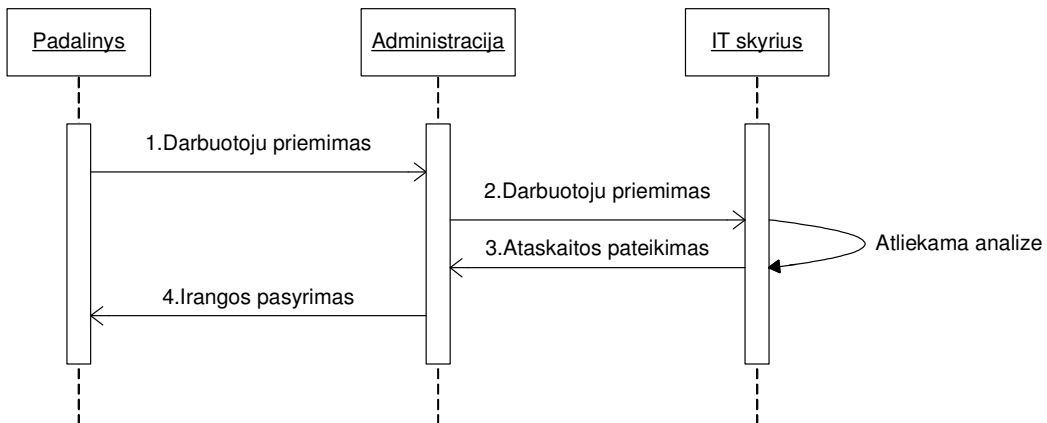 Padalinys
Administracija
IT skyrius
1.Darbuotoju priemimas
2.Darbuotoju priemimas
Atliekama analize
3.Ataskaitos pateikimas
4.Irangos pasyrimas